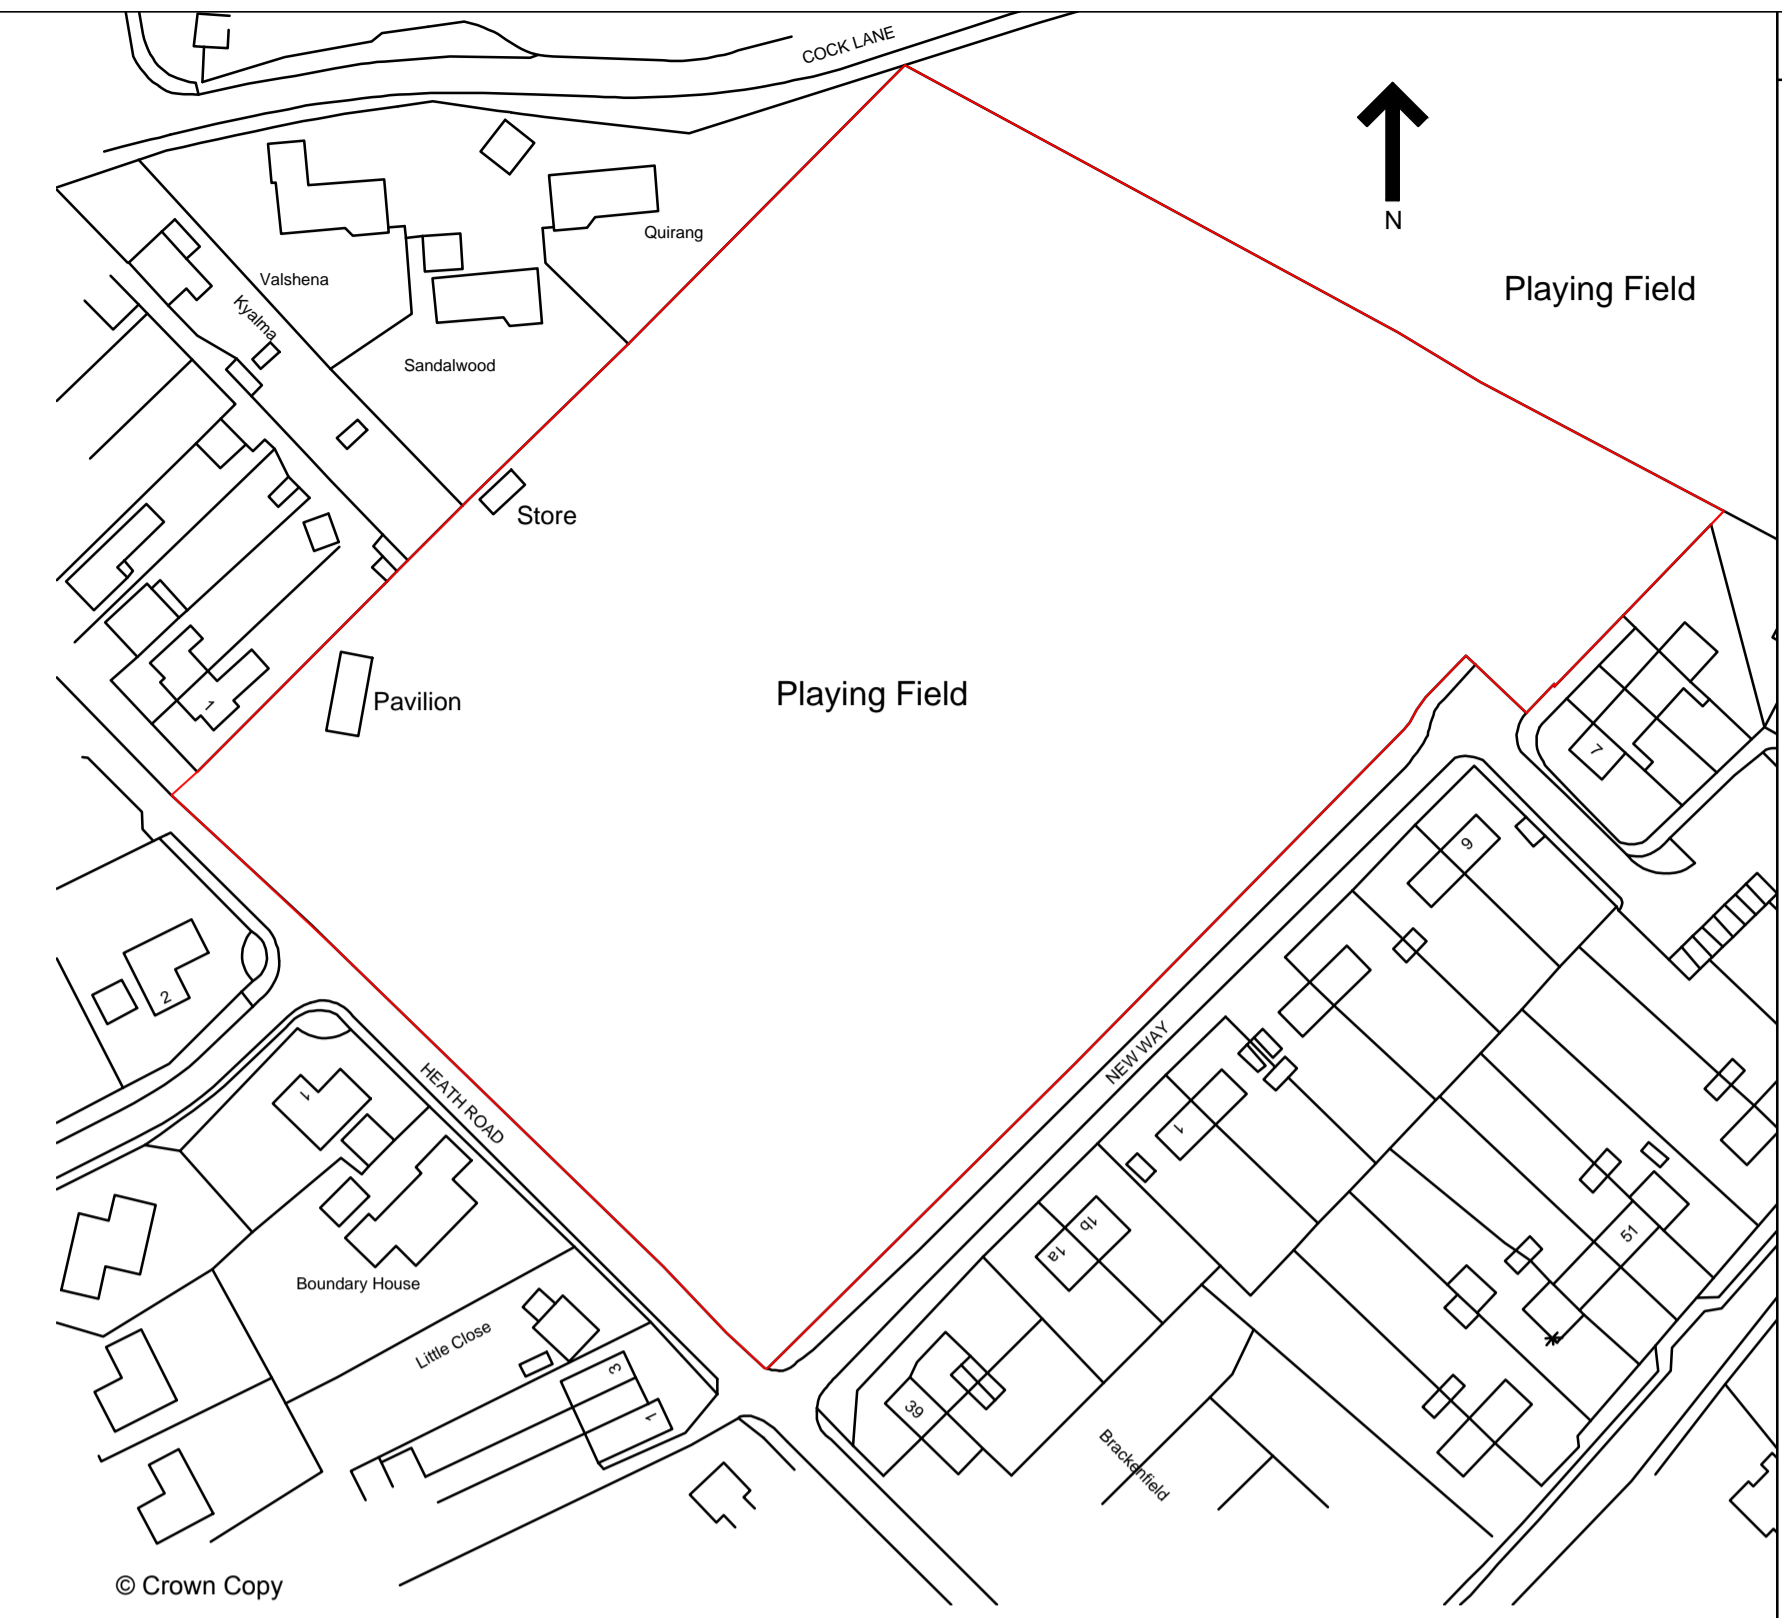 COCK LANE
N
Quirang
Valshena
Playing Field
Kyalma
Sandalwood
Store
Playing Field
Pavilion
1
7
9
2
NEW WAY
HEATH ROAD
1
1
1b
1a
51
Boundary House
Little Close
3
1
39
Brackenfield
© Crown Copy